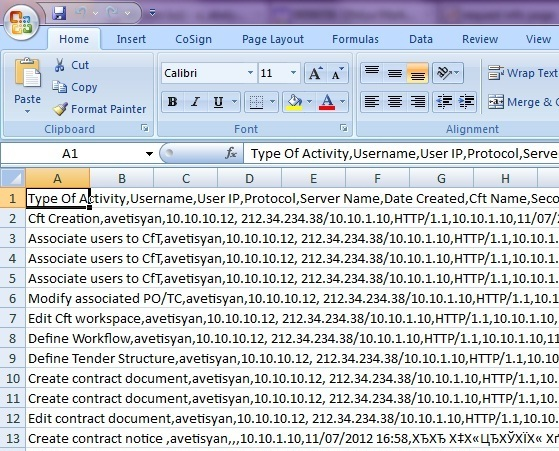 Home Insert CoSign Page Layout Formulas Data Review View
Cut
Copy
Format Painter
Paste
Clipboard
Calibri 11 A A
B I U A
Font
Wrap Text
Merge &
Alignment
A1 fx Type Of Activity,Username,User IP,Protocol,Serve
A B C D E F G H
1 Type Of Activity,Username,User IP,Protocol,Server Name,Date Created,Cft Name,Seco
2 Cft Creation,avetisyan,10.10.10.12, 212.34.234.38/10.10.1.10,HTTP/1.1,10.10.1.10,11/07/2
3 Associate users to CfT,avetisyan,10.10.10.12, 212.34.234.38/10.10.1.10,HTTP/1.1,10.10.
4 Associate users to CfT,avetisyan,10.10.10.12, 212.34.234.38/10.10.1.10,HTTP/1.1,10.10.
5 Associate users to CfT,avetisyan,10.10.10.12, 212.34.234.38/10.10.1.10,HTTP/1.1,10.10.
6 Modify associated PO/TC,avetisyan,10.10.10.12, 212.34.234.38/10.10.1.10,HTTP/1.1,10.1
7 Edit Cft workspace,avetisyan,10.10.10.12, 212.34.234.38/10.10.1.10,HTTP/1.1,10.10.1.10,
8 Define Workflow,avetisyan,10.10.10.12, 212.34.234.38/10.10.1.10,HTTP/1.1,10.10.1.10,11
9 Define Tender Structure,avetisyan,10.10.10.12, 212.34.234.38/10.10.1.10,HTTP/1.1,10.10
10 Create contract document,avetisyan,10.10.10.12, 212.34.234.38/10.10.1.10,HTTP/1.1,10.
11 Create contract document,avetisyan,10.10.10.12, 212.34.234.38/10.10.1.10,HTTP/1.1,10.
12 Edit contract document,avetisyan,10.10.10.12, 212.34.234.38/10.10.1.10,HTTP/1.1,10.10.
13 Create contract notice ,avetisyan,,,10.10.1.10,11/07/2012 16:58,ХЂХЂ Х‡Х«ЦЂХЎХЇХ«